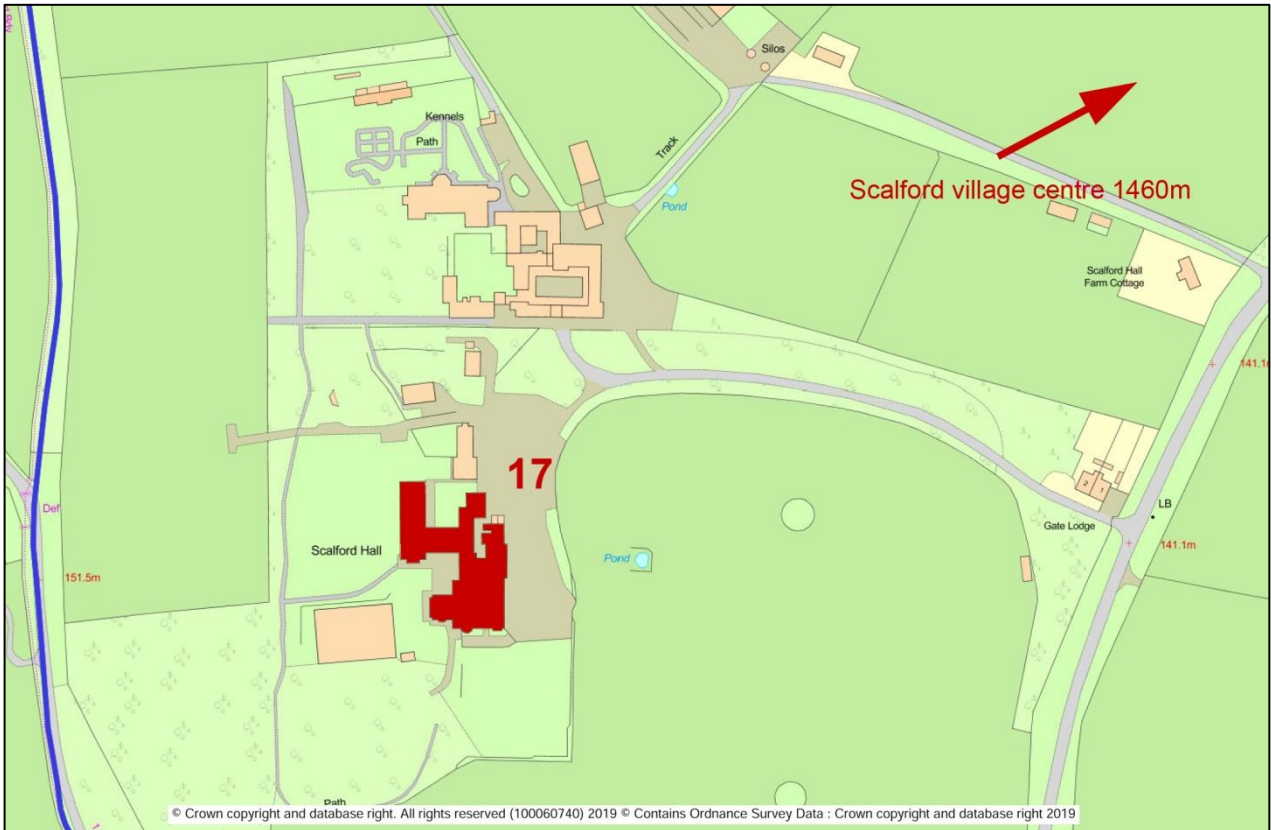 Silos
Kennels
Path
Track
Scalford village centre 1460m
Pond
Scalford Hall
Farm Cottage
141.1m
17
2
1
LB
Gate Lodge
Def
Scalford Hall
Pond
141.1m
151.5m
Path
© Crown copyright and database right. All rights reserved (100060740) 2019 © Contains Ordnance Survey Data : Crown copyright and database right 2019